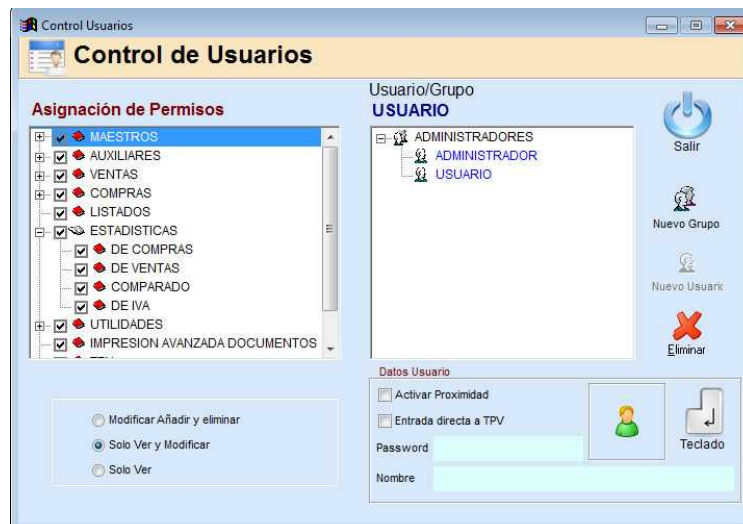 Control Usuarios
Control de Usuarios
Asignación de Permisos
MAESTROS
AUXILIARES
VENTAS
COMPRAS
LISTADOS
ESTADISTICAS
DE COMPRAS
DE VENTAS
COMPARADO
DE IVA
UTILIDADES
IMPRESION AVANZADA DOCUMENTOS
Modificar Añadir y eliminar
Solo Ver y Modificar
Solo Ver
Usuario/Grupo
USUARIO
ADMINISTRADORES
ADMINISTRADOR
USUARIO
Salir
Nuevo Grupo
Nuevo Usuaric
Eliminar
Datos Usuario
Activar Proximidad
Entrada directa a TPV
Password
Nombre
Teclado